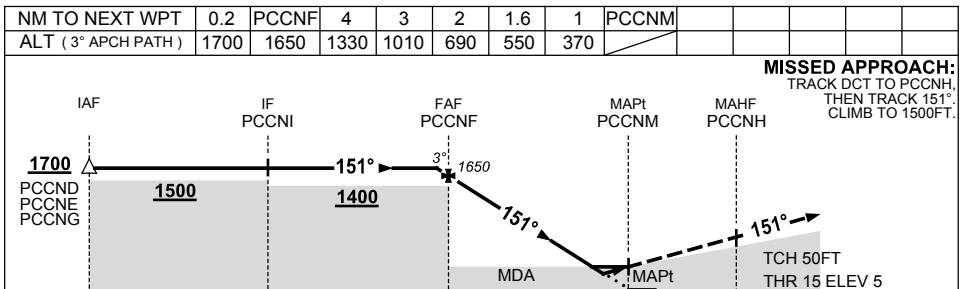 NM TO NEXT WPT 0.2 PCCNF 4 3 2 1.6 1 PCCNM
ALT ( 3° APCH PATH ) 1700 1650 1330 1010 690 550 370
MISSED APPROACH:
TRACK DCT TO PCCNH,
THEN TRACK 151°.
CLIMB TO 1500FT.
IAF IF FAF MAPt MAHF
PCCNI PCCNF PCCNM PCCNH
1700 151° 3° 1650
PCCND
PCCNE
PCCNG
1500 1400 151° 151°
MDA MAPt
TCH 50FT
THR 15 ELEV 5